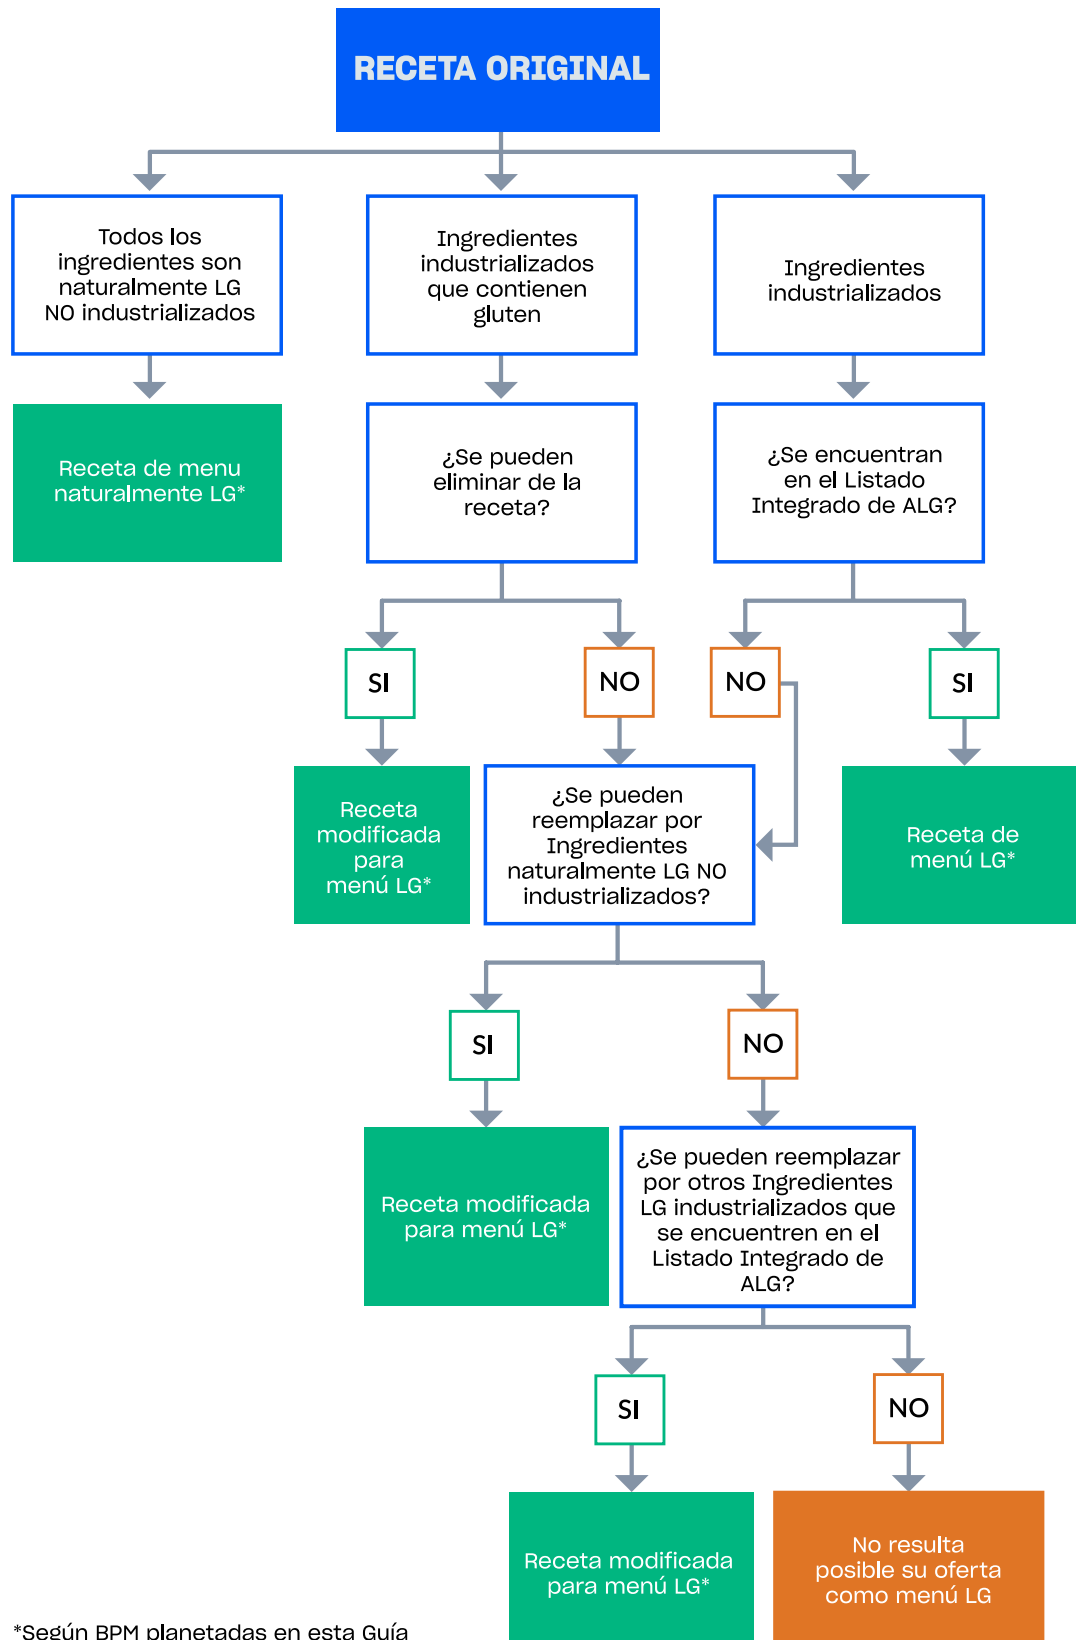 RECETA ORIGINAL
Todos los
ingredientes son
naturalmente LG
NO industrializados
Ingredientes
industrializados
que contienen
gluten
Ingredientes
industrializados
Receta de menu
naturalmente LG*
¿Se pueden
eliminar de la
receta?
¿Se encuentran
en el Listado
Integrado de ALG?
SI
NO
NO
SI
Receta
modificada
para
menú LG*
¿Se pueden
reemplazar por
Ingredientes
naturalmente LG NO
industrializados?
Receta de
menú LG*
SI
NO
Receta modificada
para menú LG*
¿Se pueden reemplazar
por otros Ingredientes
LG industrializados que
se encuentren en el
Listado Integrado de
ALG?
SI
NO
Receta modificada
para menú LG*
No resulta
posible su oferta
como menú LG
*Según BPM planetadas en esta Guía